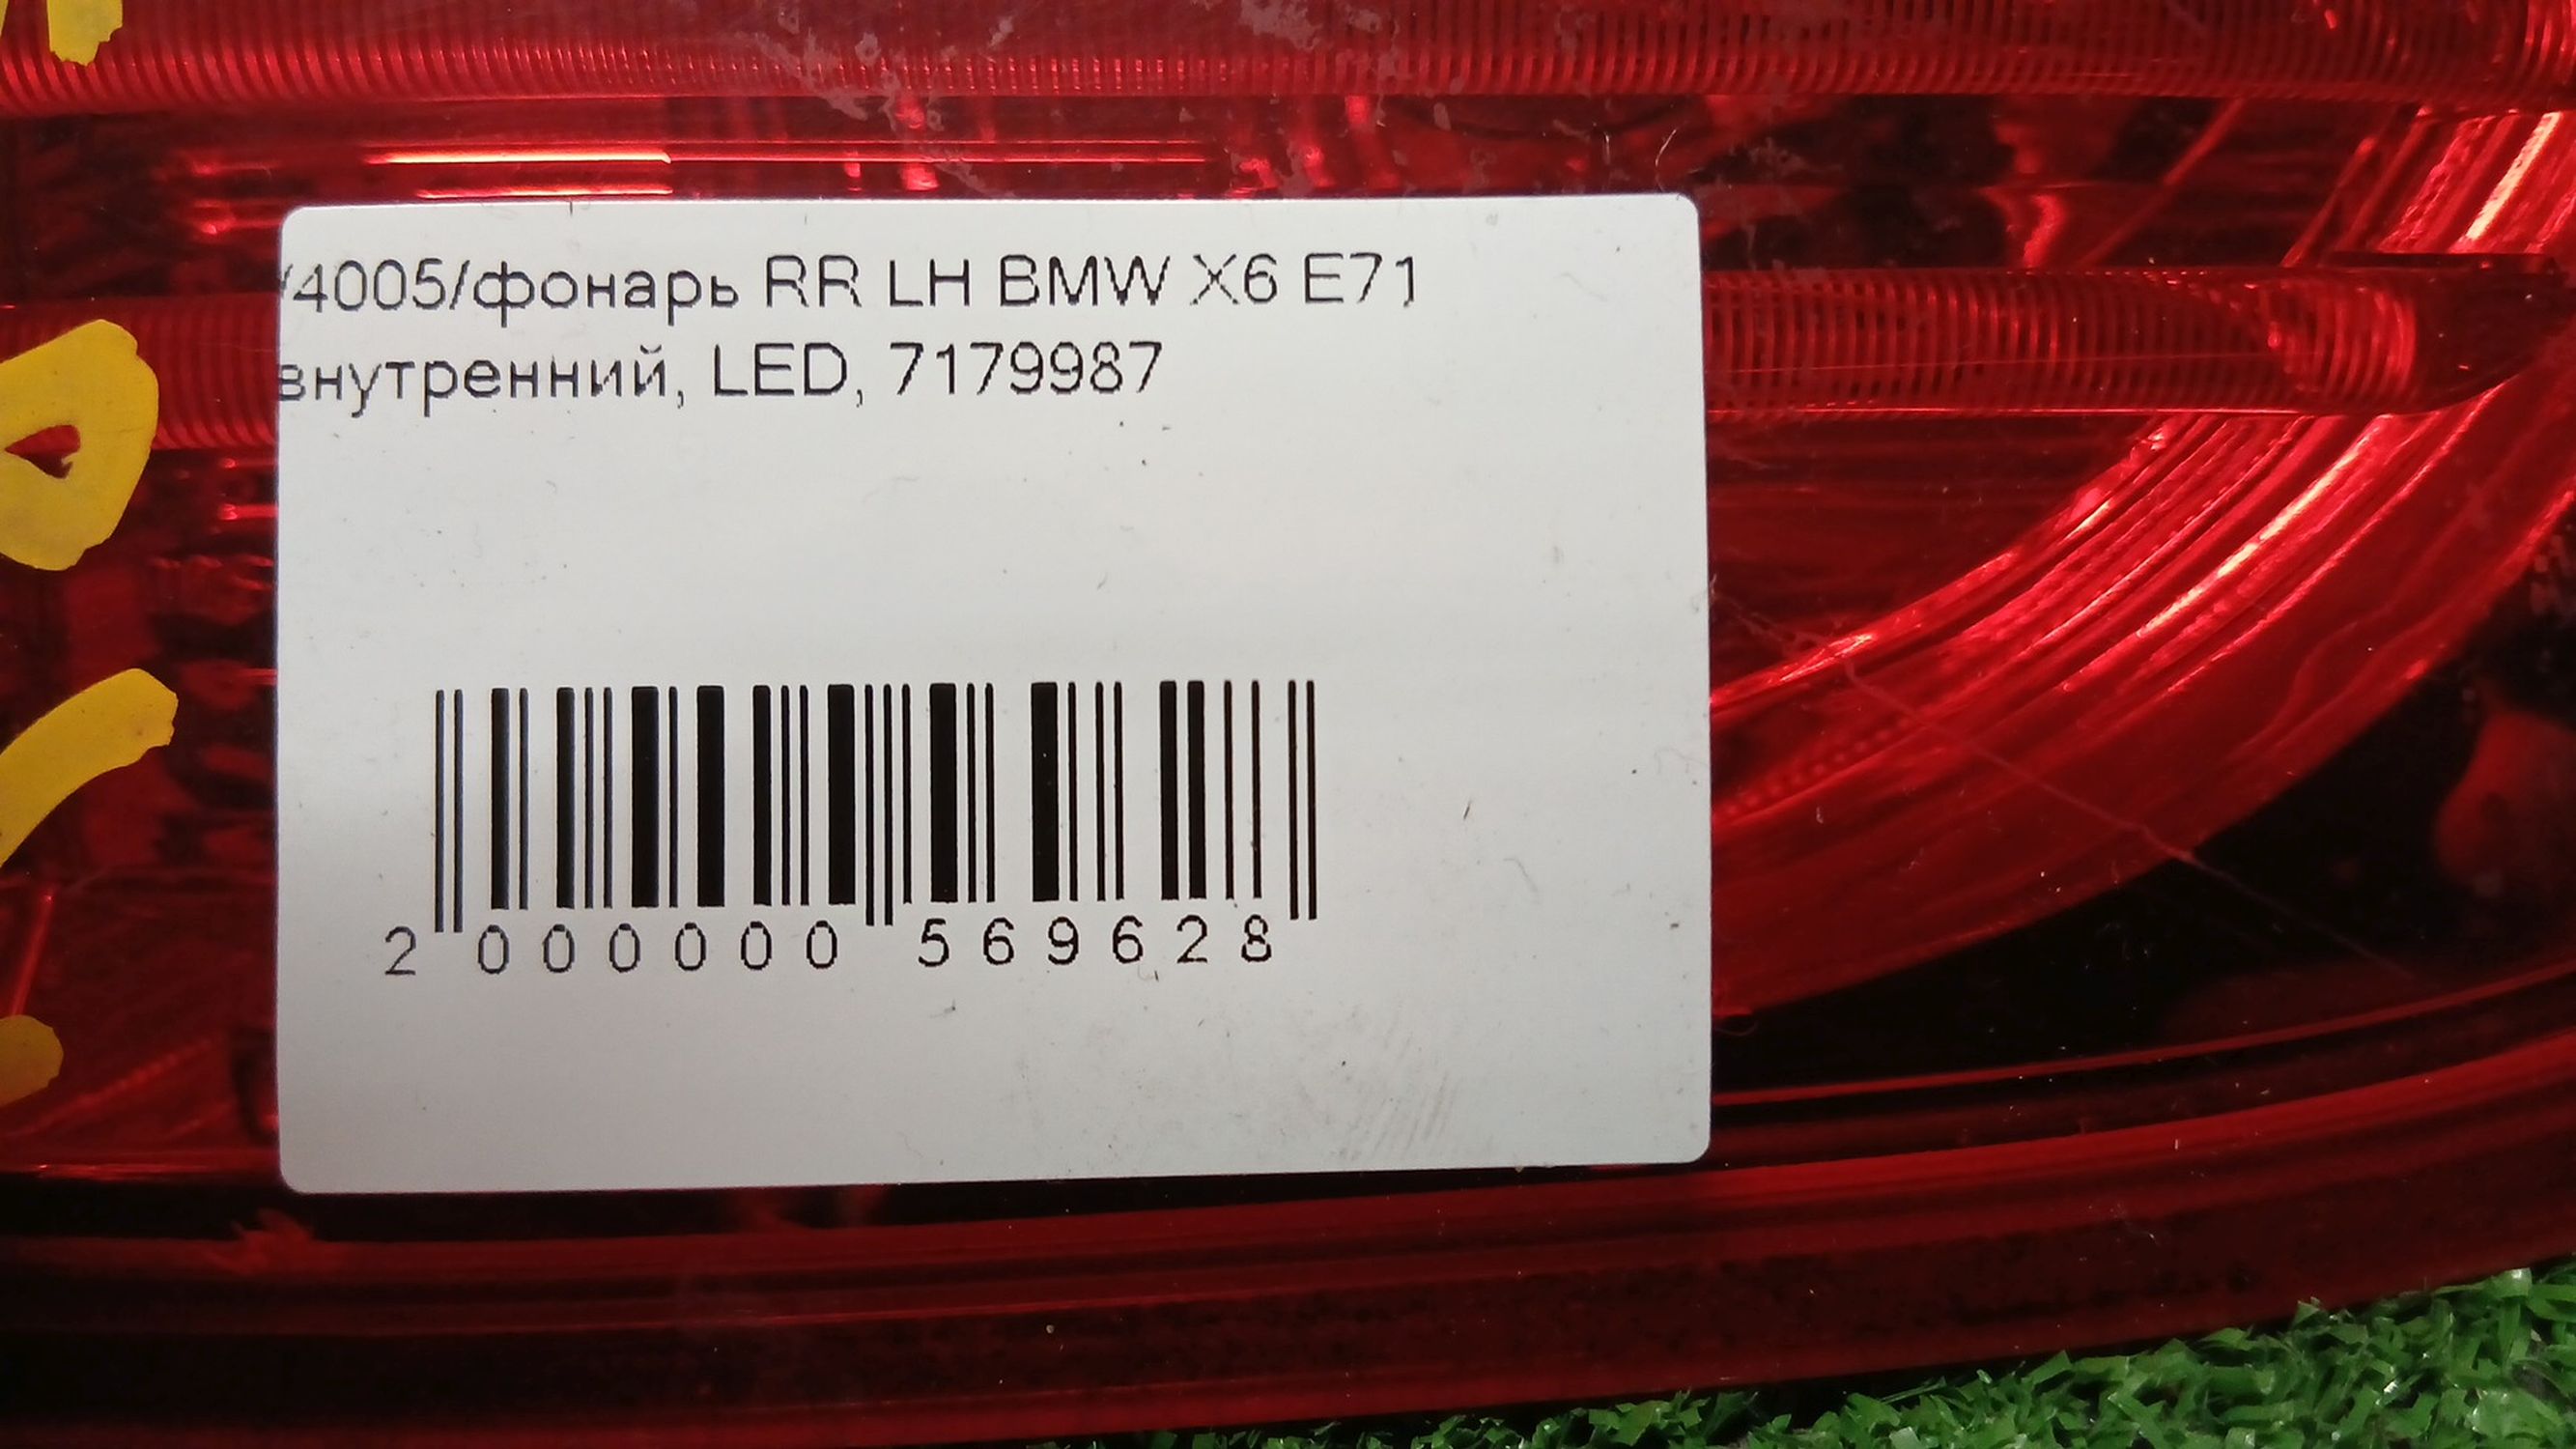 /4005/фонарь RR LH BMW X6 E71
внутренний, LED, 7179987
2 000000 569628